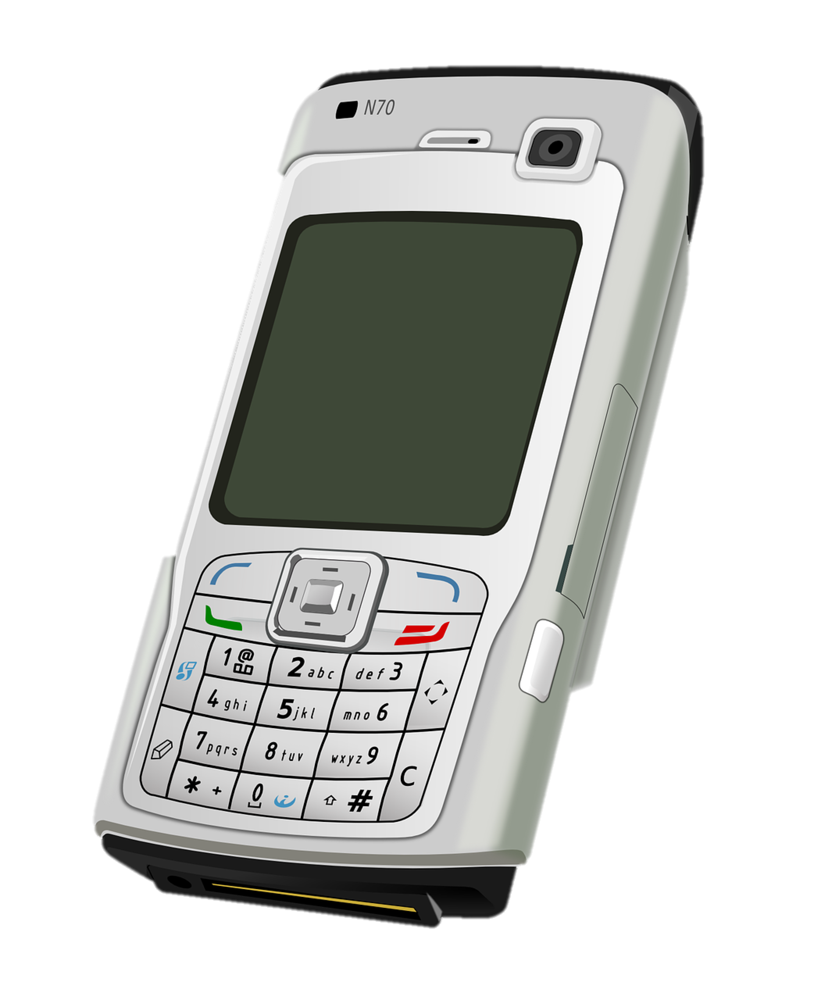 N70
1 @
2 abc
def 3
4 ghi
5 jkl
mno 6
7 pqrs
8 tuv
wxyz 9
C
* +
0
#